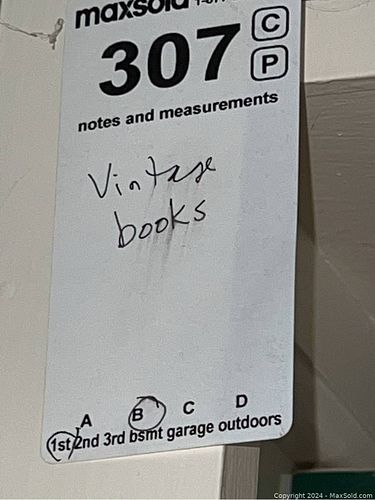 maxsold
307 C
P
notes and measurements
Vintage
books
A B C D
1st 2nd 3rd bsmt garage outdoors
Copyright © 2024 - MaxSold.com